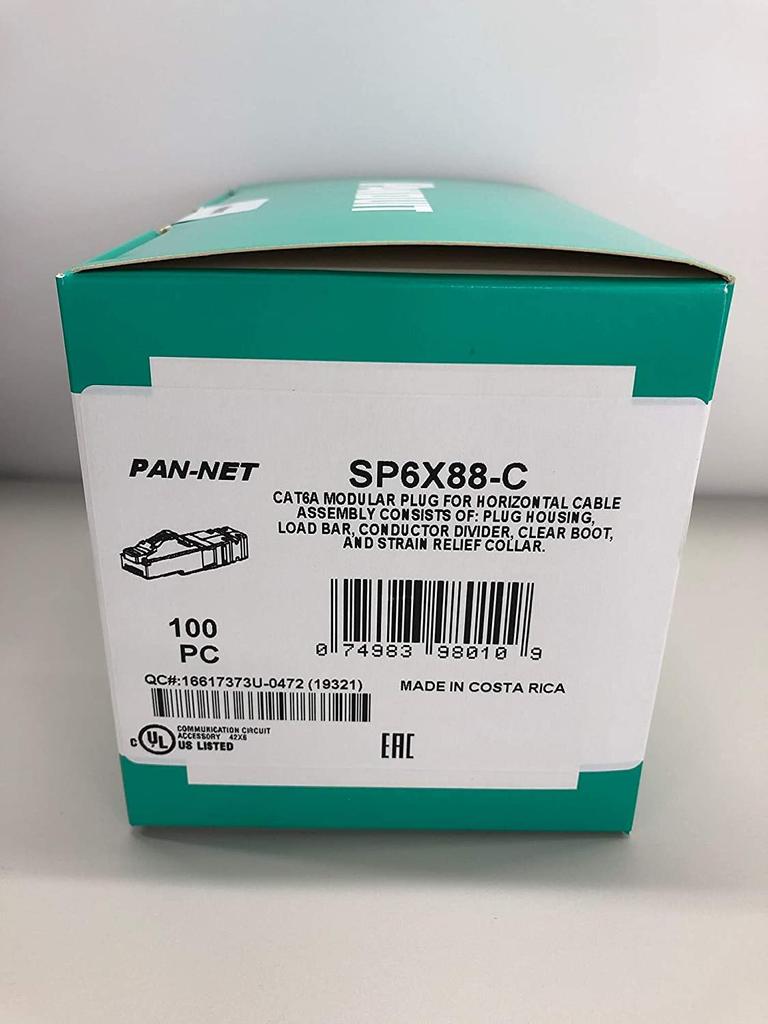 PANDUIT
PAN-NET
SP6X88-C
CAT6A MODULAR PLUG FOR HORIZONTAL CABLE
ASSEMBLY CONSISTS OF: PLUG HOUSING,
LOAD BAR, CONDUCTOR DIVIDER, CLEAR BOOT,
AND STRAIN RELIEF COLLAR.
100
PC
0 74983 98010 9
QC#:16617373U-0472 (19321)
MADE IN COSTA RICA
C UL US LISTED
COMMUNICATION CIRCUIT
ACCESSORY 42X6
EAC